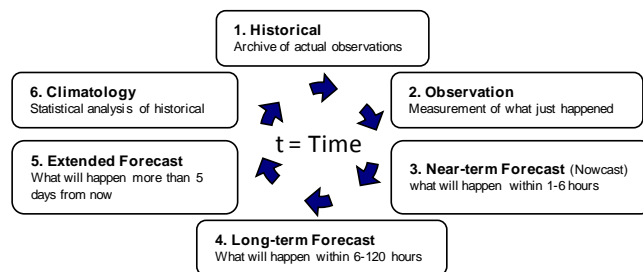 1. Historical
Archive of actual observations
2. Observation
Measurement of what just happened
3. Near-term Forecast (Nowcast)
what will happen within 1-6 hours
4. Long-term Forecast
What will happen within 6-120 hours
5. Extended Forecast
What will happen more than 5
days from now
6. Climatology
Statistical analysis of historical
t = Time